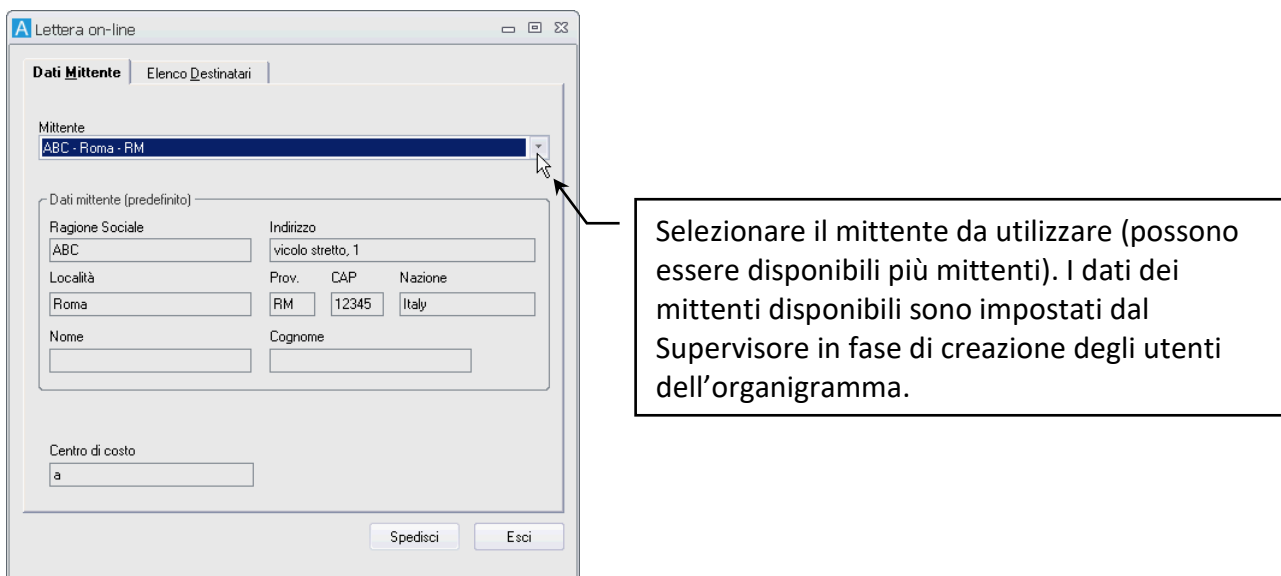 A Lettera on-line
Dati Mittente Elenco Destinatari
Mittente
ABC - Roma - RM
Dati mittente (predefinito)
Ragione Sociale Indirizzo
ABC vicolo stretto, 1
Località Prov. CAP Nazione
Roma RM 12345 Italy
Nome Cognome
Centro di costo
a
Spedisci Esci
Selezionare il mittente da utilizzare (possono
essere disponibili più mittenti). I dati dei
mittenti disponibili sono impostati dal
Supervisore in fase di creazione degli utenti
dell’organigramma.